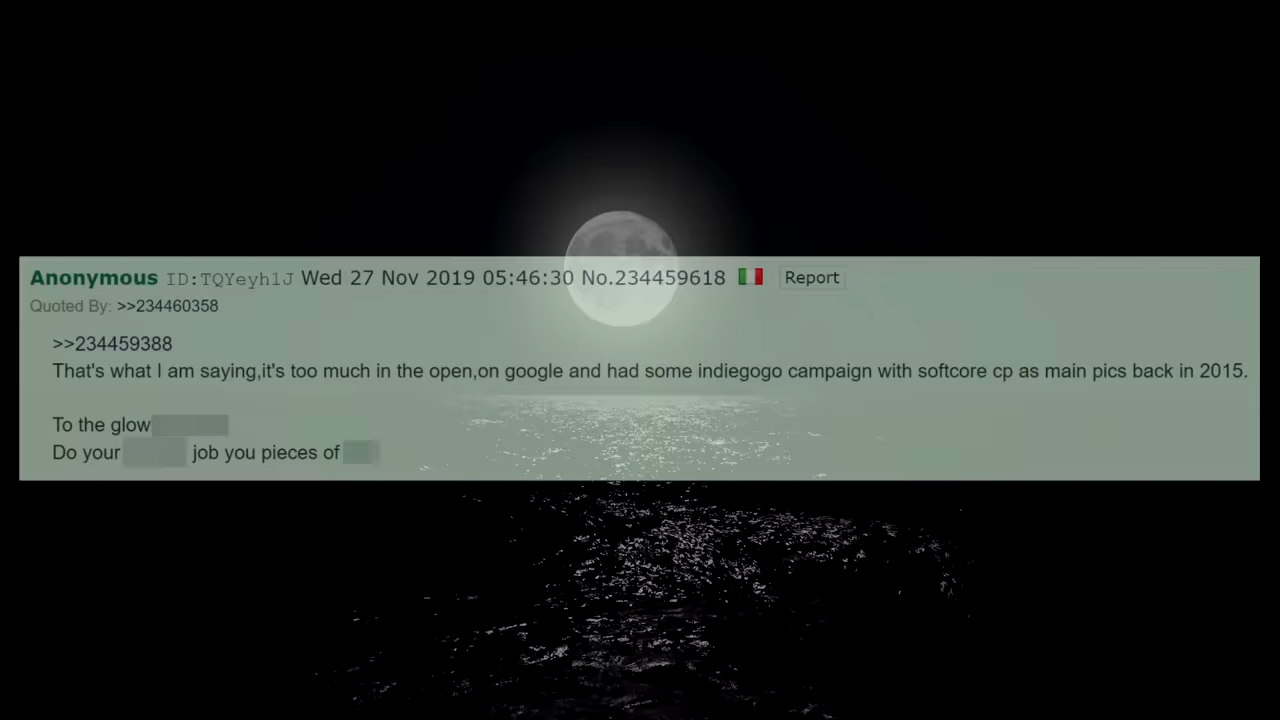 Anonymous ID:TQYeyh1J Wed 27 Nov 2019 05:46:30 No.234459618 Report
Quoted By: >>234460358
>>234459388
That's what I am saying,it's too much in the open,on google and had some indiegogo campaign with softcore cp as main pics back in 2015.
To the glow
Do your job you pieces of